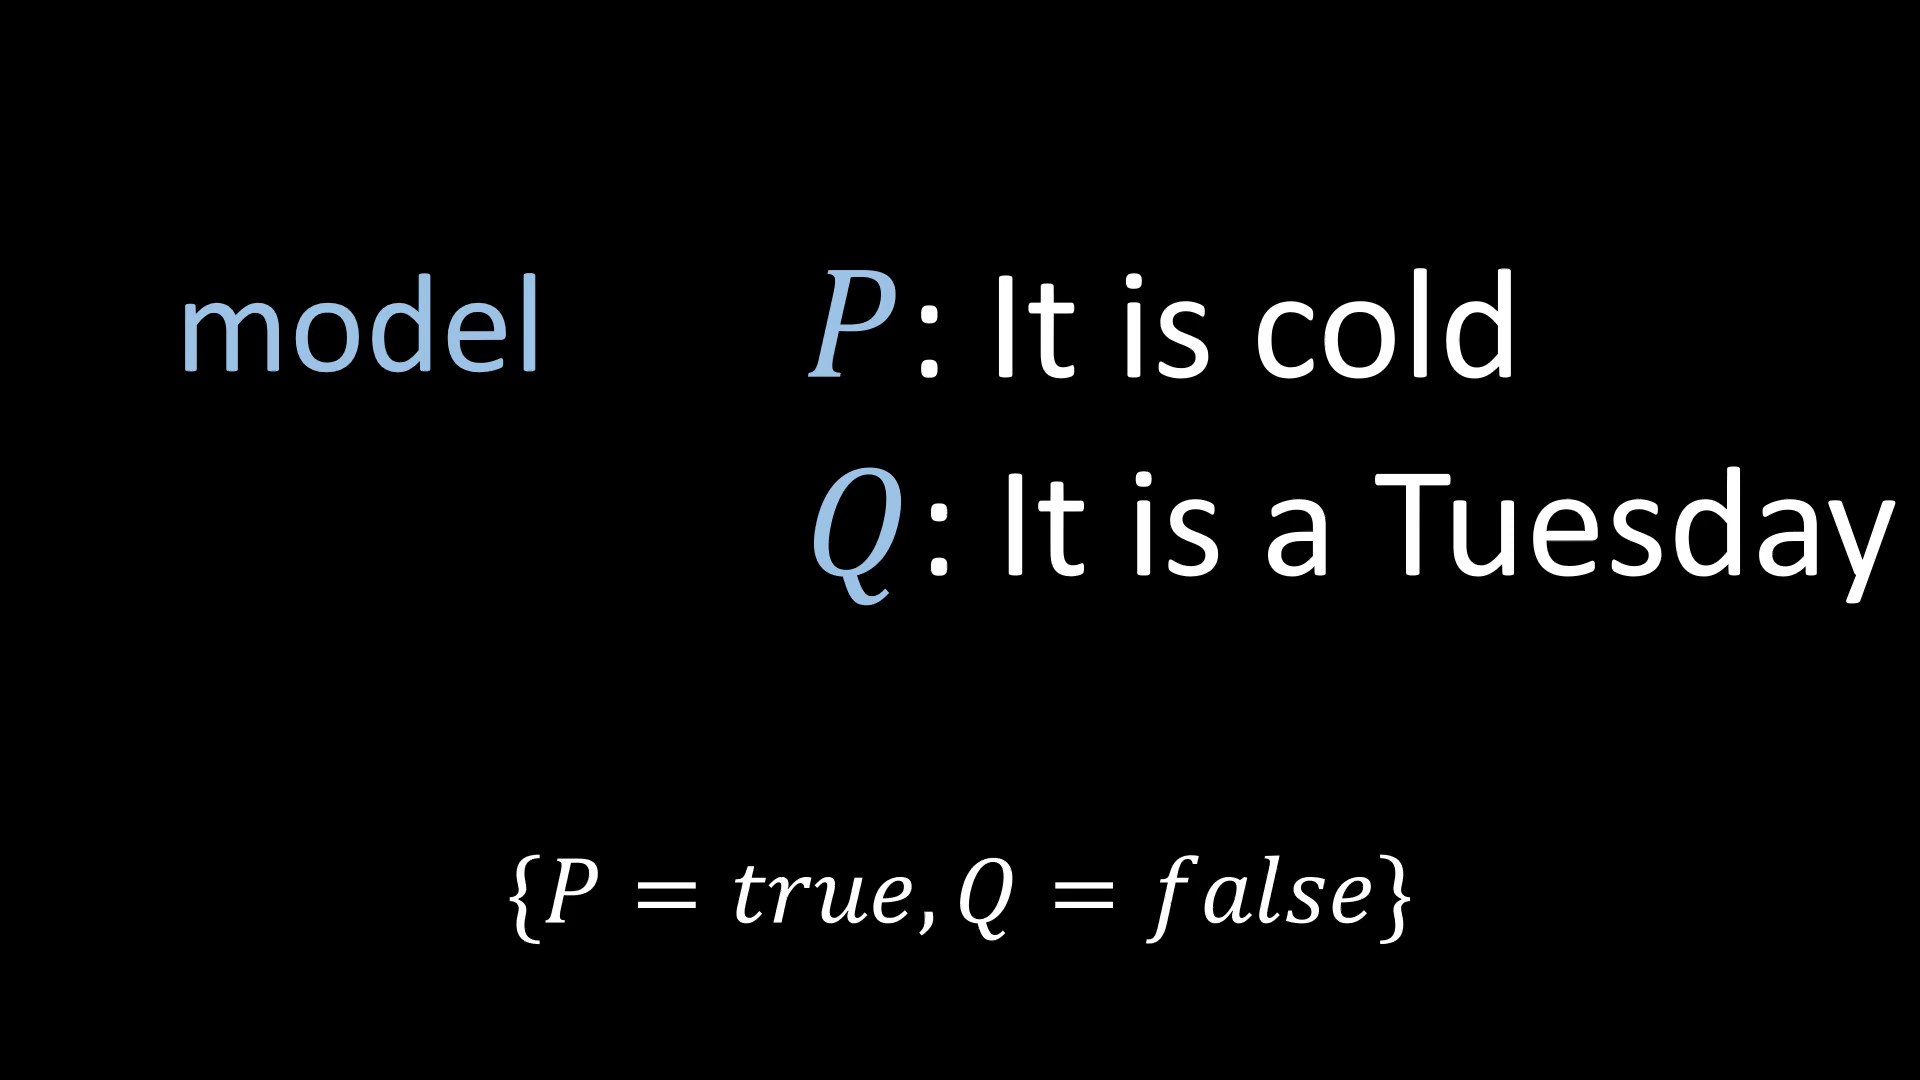 model
P: It is cold
Q: It is a Tuesday
{P = true, Q = false}